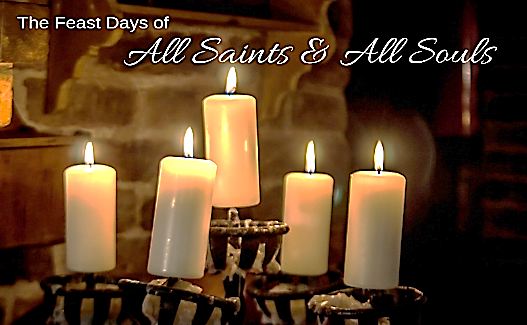 The Feast Days of
All Saints & All Souls